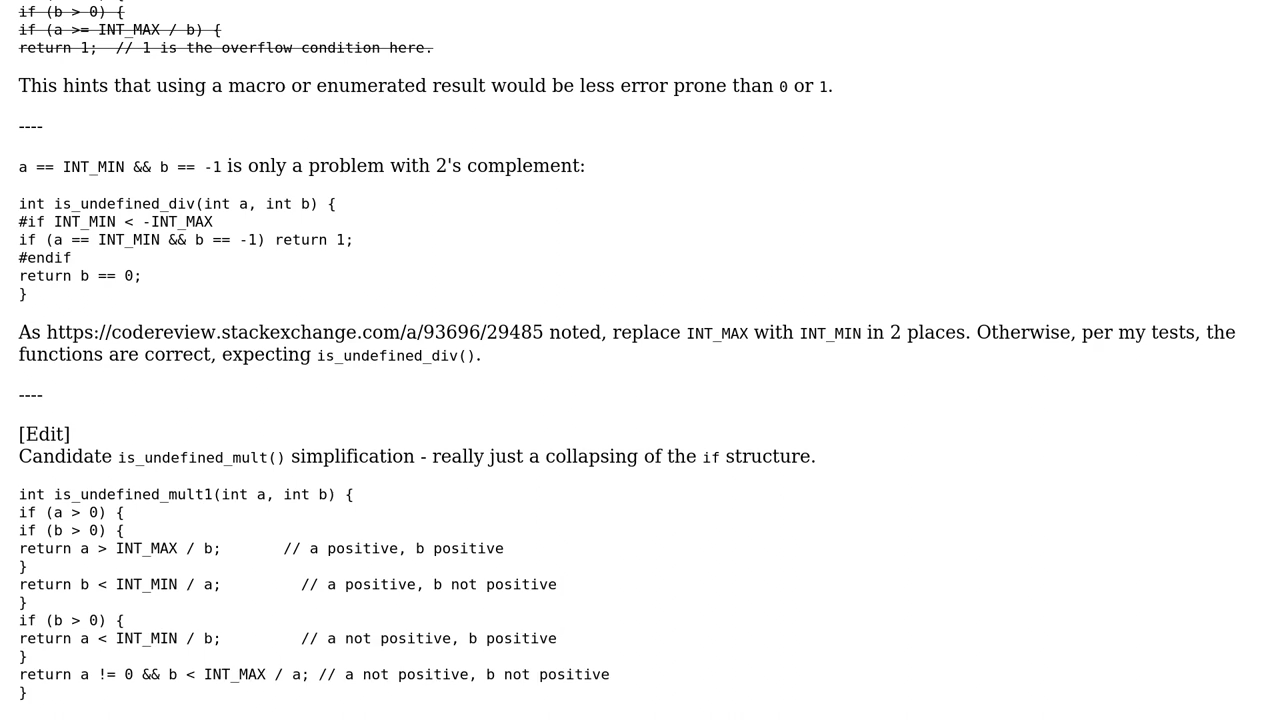 if (b > 0) {
if (a >= INT_MAX / b) {
return 1;  // 1 is the overflow condition here.
This hints that using a macro or enumerated result would be less error prone than 0 or 1.
----
a == INT_MIN && b == -1 is only a problem with 2's complement:
int is_undefined_div(int a, int b) {
#if INT_MIN < -INT_MAX
if (a == INT_MIN && b == -1) return 1;
#endif
return b == 0;
}
As https://codereview.stackexchange.com/a/93696/29485 noted, replace INT_MAX with INT_MIN in 2 places. Otherwise, per my tests, the
functions are correct, expecting is_undefined_div().
----
[Edit]
Candidate is_undefined_mult() simplification - really just a collapsing of the if structure.
int is_undefined_mult1(int a, int b) {
if (a > 0) {
if (b > 0) {
return a > INT_MAX / b;       // a positive, b positive
}
return b < INT_MIN / a;         // a positive, b not positive
}
if (b > 0) {
return a < INT_MIN / b;         // a not positive, b positive
}
return a != 0 && b < INT_MAX / a; // a not positive, b not positive
}